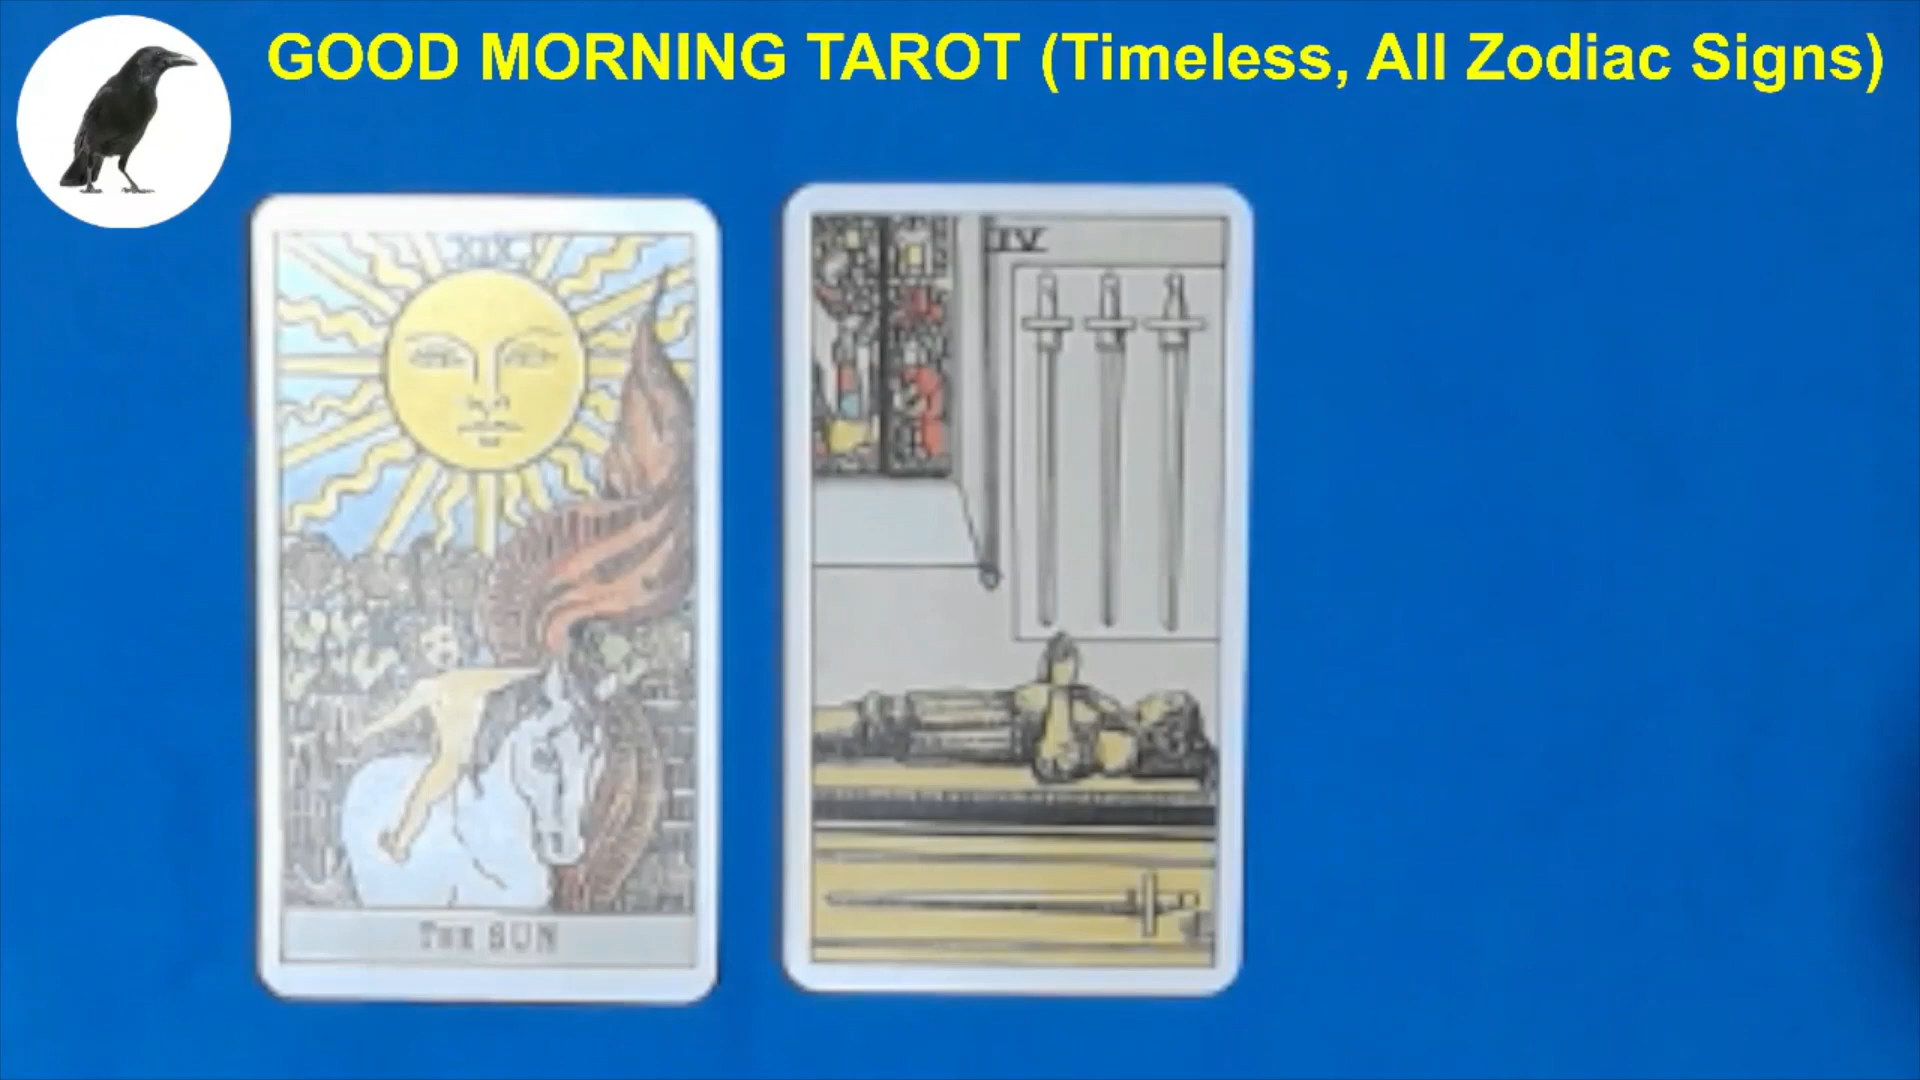 GOOD MORNING TAROT (Timeless, All Zodiac Signs)
XIX
IV
THE SUN